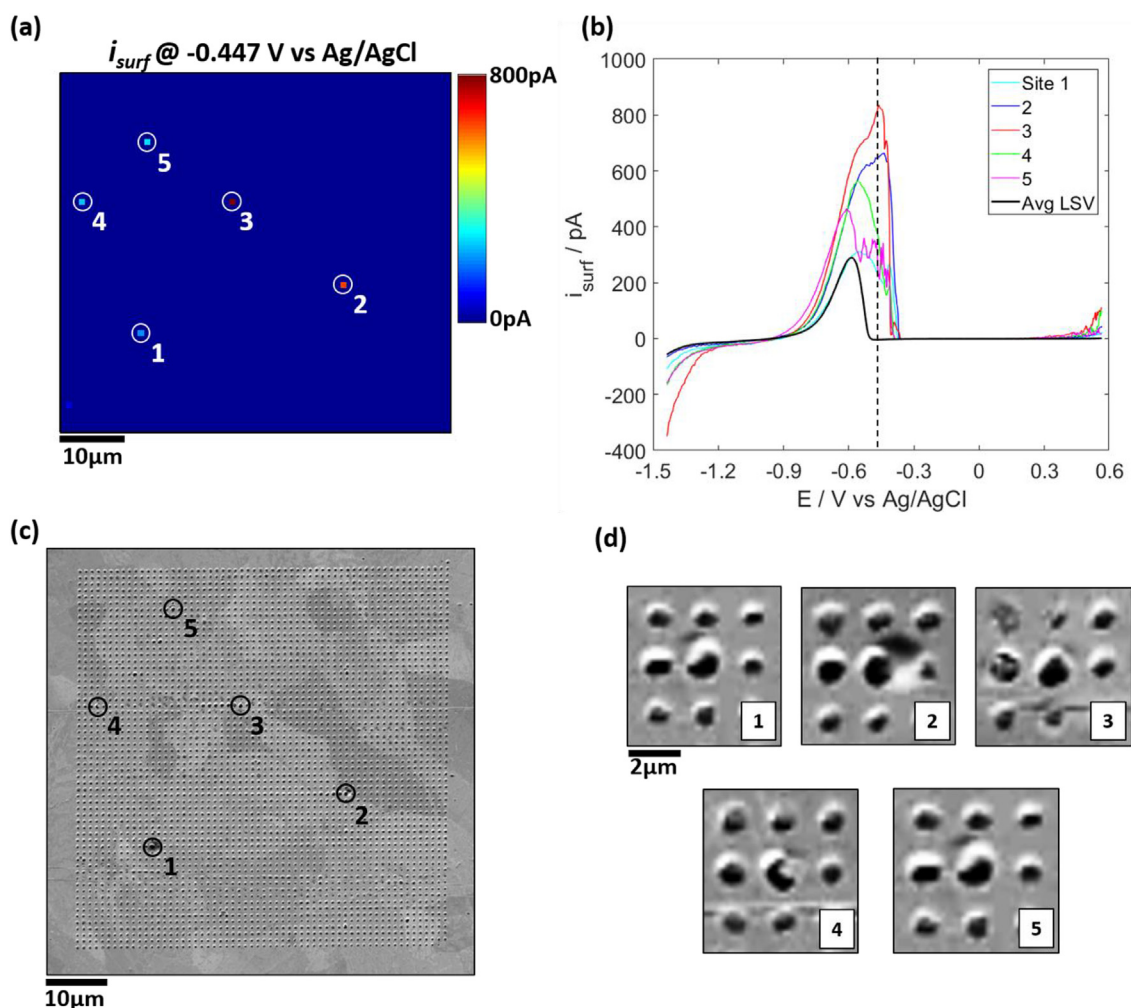 (a)
i_surf @ -0.447 V vs Ag/AgCl
800pA
0pA
5
4
3
2
1
10μm
(b)
1000
800
600
400
200
0
-200
-400
i_surf / pA
-1.5
-1.2
-0.9
-0.6
-0.3
0
0.3
0.6
E / V vs Ag/AgCl
Site 1
2
3
4
5
Avg LSV
(c)
5
4
3
2
1
10μm
(d)
1
2
3
2μm
4
5